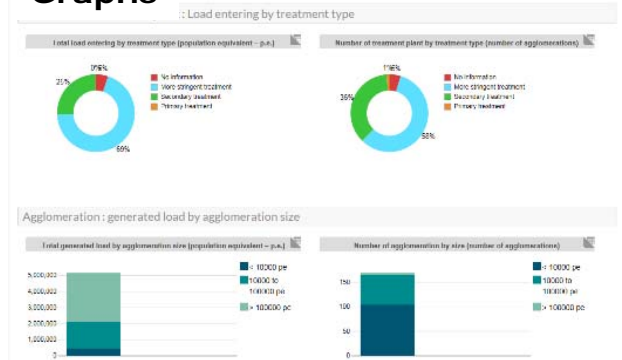 Graphs
: Load entering by treatment type
Total load entering by treatment type (population equivalent – p.e.)
Number of treatment plant by treatment type (number of agglomerations)
25%
69%
No information
More stringent treatment
Secondary treatment
Primary treatment
36%
58%
No information
More stringent treatment
Secondary treatment
Primary treatment
Agglomeration : generated load by agglomeration size
Total generated load by agglomeration size (population equivalent – p.e.)
Number of agglomeration by size (number of agglomerations)
5,000,000
4,000,000
3,000,000
2,000,000
1,000,000
0
< 10000 pe
10000 to
100000 pe
> 100000 pe
150
100
50
0
< 10000 pe
10000 to
100000 pe
> 100000 pe